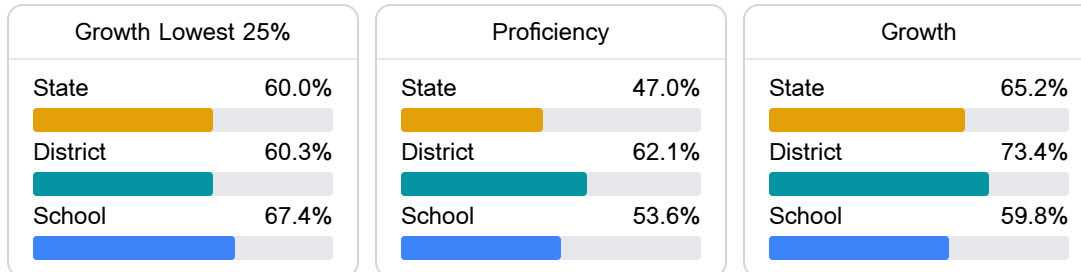 Growth Lowest 25%
State 60.0%
District 60.3%
School 67.4%
Proficiency
State 47.0%
District 62.1%
School 53.6%
Growth
State 65.2%
District 73.4%
School 59.8%